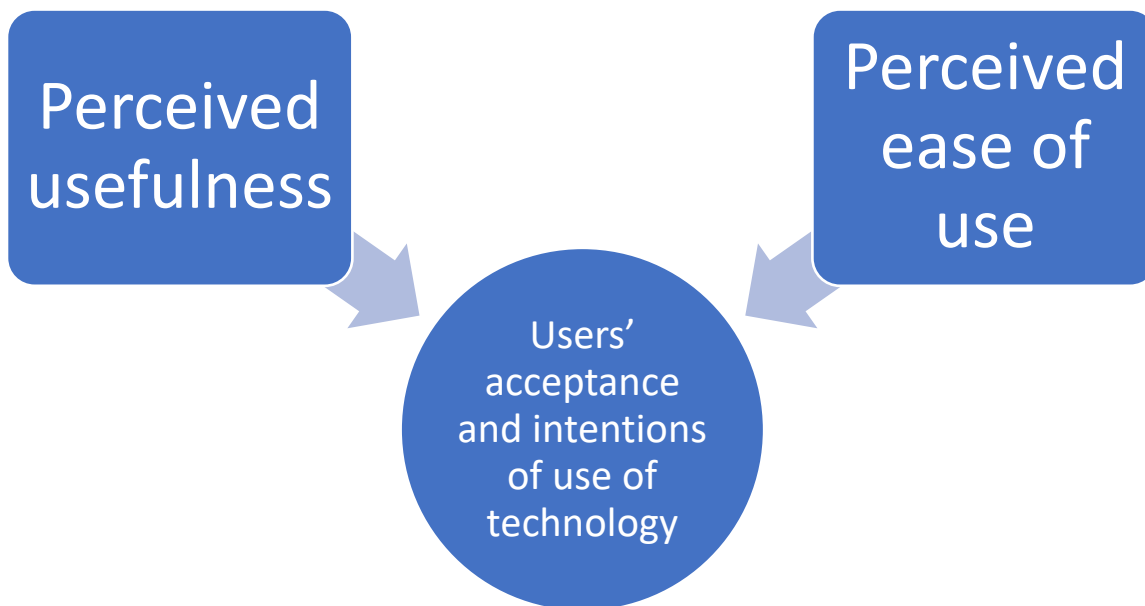 Perceived
usefulness
Perceived
ease of
use
Users’
acceptance
and intentions
of use of
technology